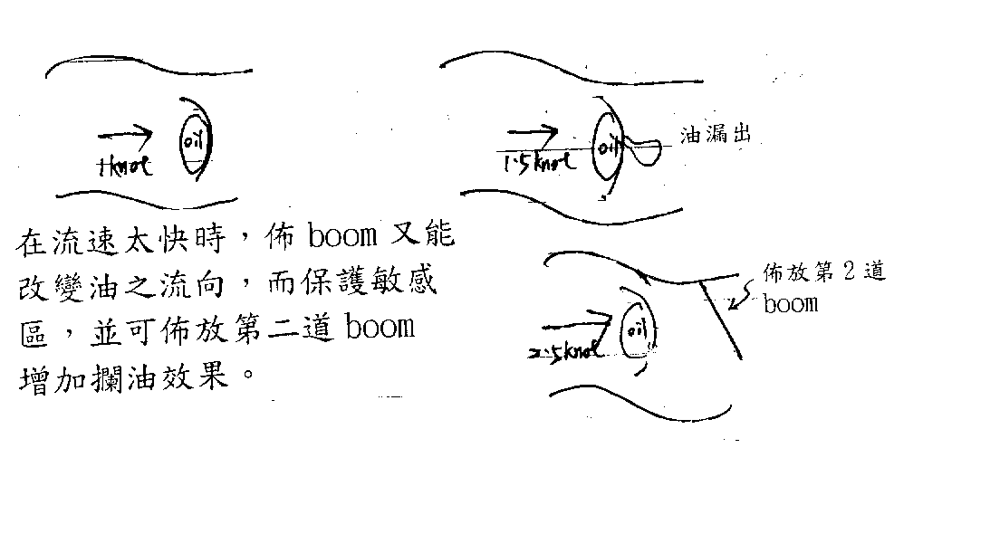 oil
1knot
oil
油漏出
1.5knot
在流速太快時，佈 boom 又能
改變油之流向，而保護敏感
區，並可佈放第二道 boom
增加攔油效果。
佈放第 2 道
boom
oil
2.5knot